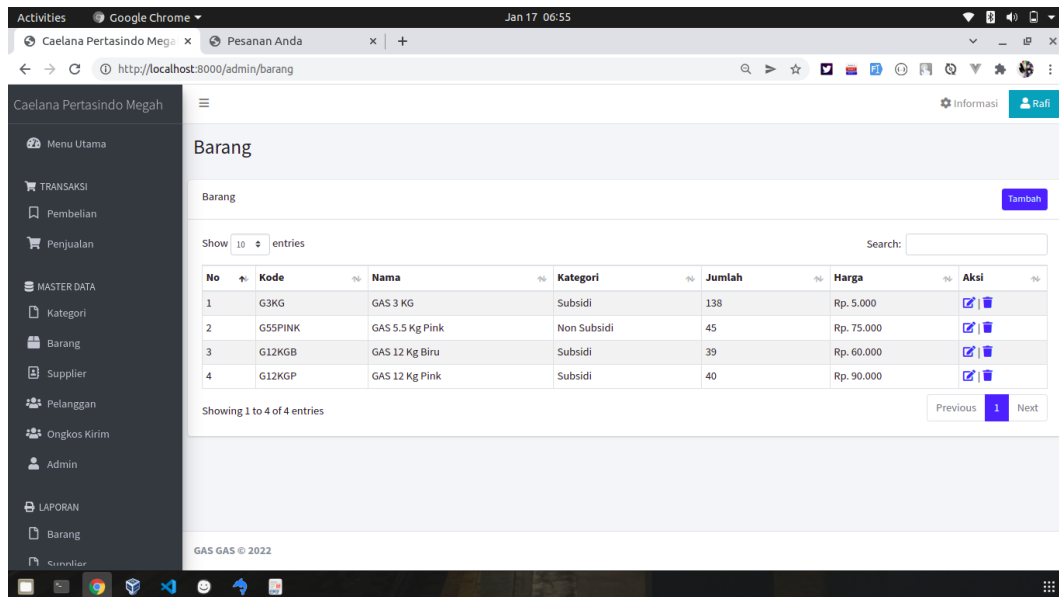 Activities Google Chrome Jan 17 06:55
Caelana Pertasindo Mega Pesanan Anda
http://localhost:8000/admin/barang
Caelana Pertasindo Megah Informasi Rafi
Menu Utama
TRANSAKSI
Pembelian
Penjualan
MASTER DATA
Kategori
Barang
Supplier
Pelanggan
Ongkos Kirim
Admin
LAPORAN
Barang
Supplier
Barang
Barang Tambah
Show 10 entries Search:
No Kode Nama Kategori Jumlah Harga Aksi
1 G3KG GAS 3 KG Subsidi 138 Rp. 5.000 |
2 G55PINK GAS 5.5 Kg Pink Non Subsidi 45 Rp. 75.000 |
3 G12KGB GAS 12 Kg Biru Subsidi 39 Rp. 60.000 |
4 G12KGP GAS 12 Kg Pink Subsidi 40 Rp. 90.000 |
Showing 1 to 4 of 4 entries Previous 1 Next
GAS GAS © 2022